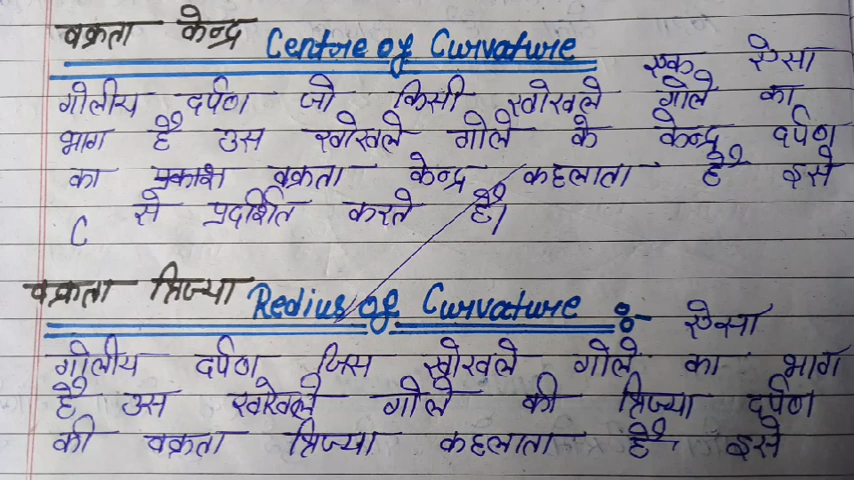 वक्रता केन्द्र Centre of Curvature एक ऐसा
गोलीय दर्पण जो किसी खोखले गोले का
भाग है उस खोखले गोले के केन्द्र दर्पण
का प्रकाश वक्रता केन्द्र कहलाता है इसे
C से प्रदर्शित करते है।
वक्रता त्रिज्या Redius of Curvature :- ऐसा
गोलीय दर्पण जिस खोखले गोले का भाग
है उस खोखले गोले की त्रिज्या दर्पण
की वक्रता त्रिज्या कहलाता है इसे